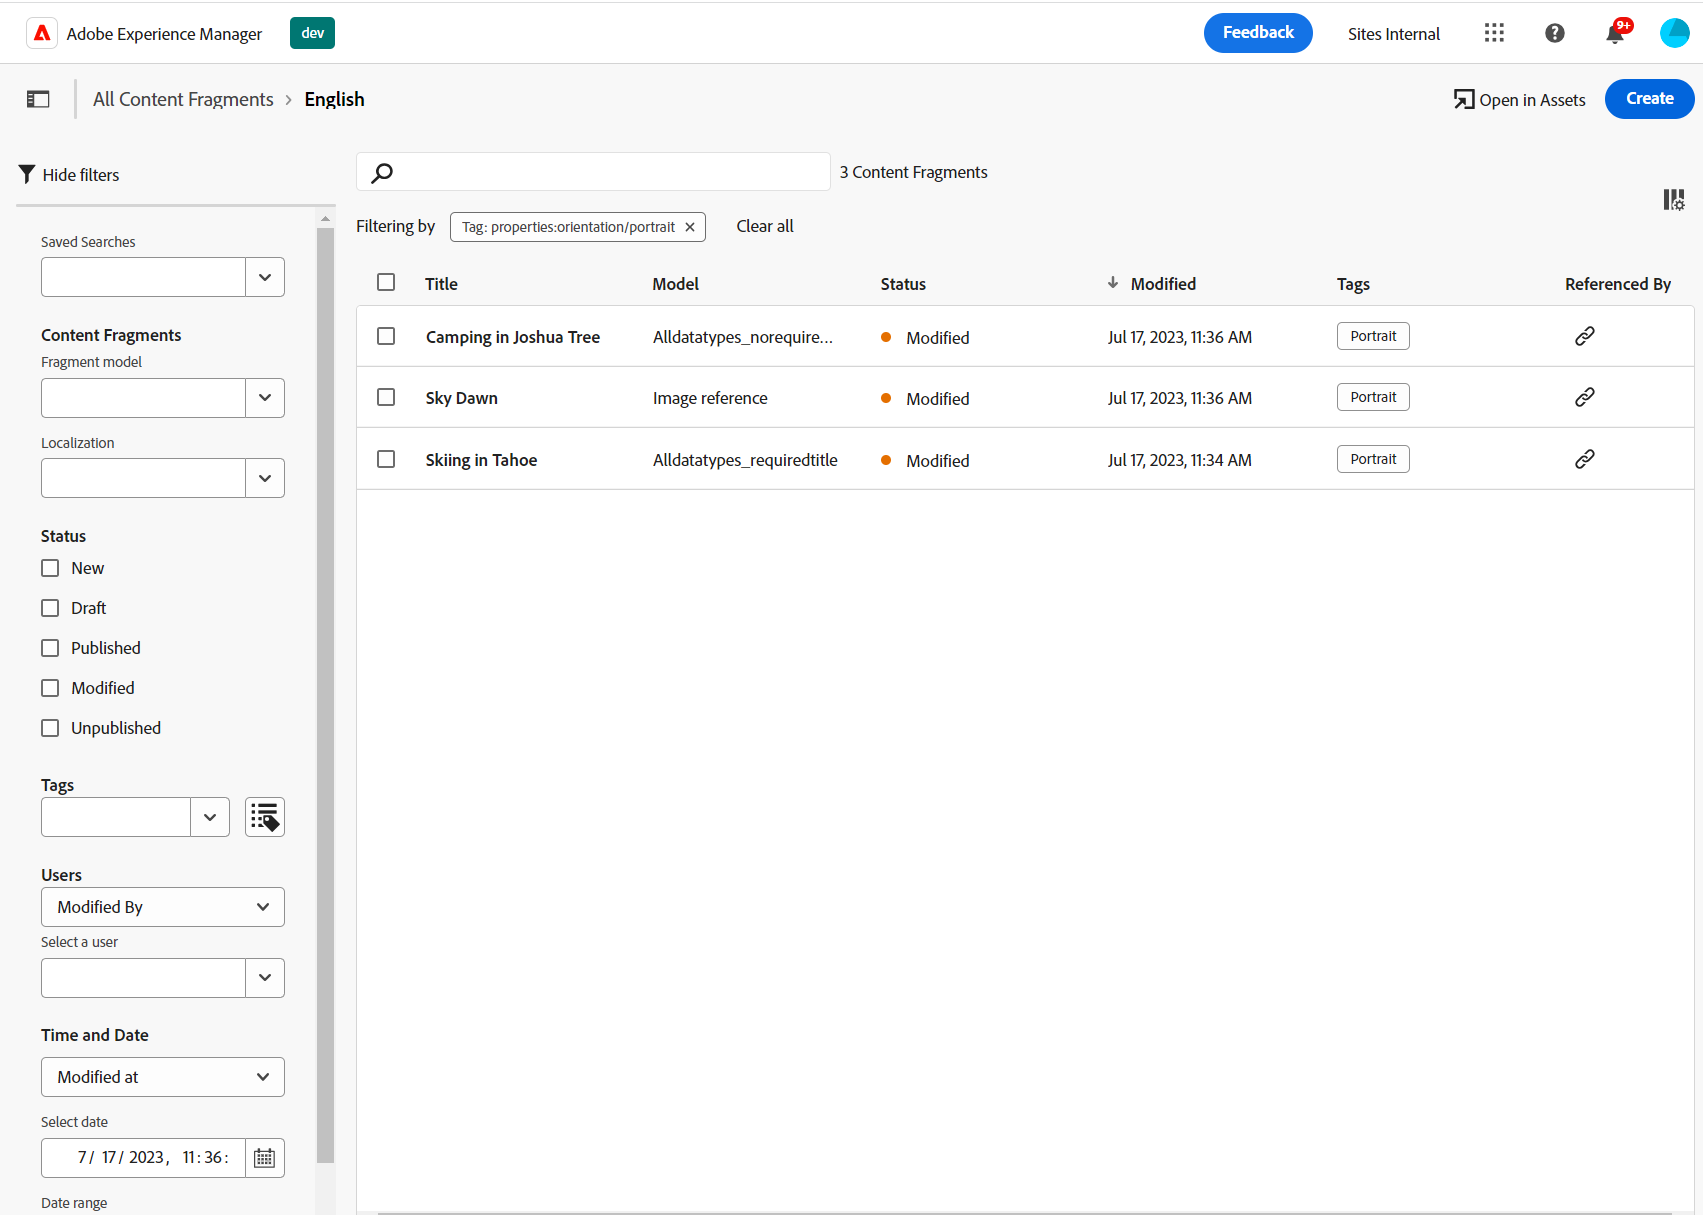 Adobe Experience Manager dev Feedback Sites Internal 9+
All Content Fragments › English Open in Assets Create
Hide filters
3 Content Fragments
Filtering by Tag: properties:orientation/portrait Clear all
Title Model Status Modified Tags Referenced By
Camping in Joshua Tree Alldatatypes_norequire... Modified Jul 17, 2023, 11:36 AM Portrait
Sky Dawn Image reference Modified Jul 17, 2023, 11:36 AM Portrait
Skiing in Tahoe Alldatatypes_requiredtitle Modified Jul 17, 2023, 11:34 AM Portrait
Saved Searches
Content Fragments
Fragment model
Localization
Status
New
Draft
Published
Modified
Unpublished
Tags
Users
Modified By
Select a user
Time and Date
Modified at
Select date
7/ 17/ 2023, 11:36:
Date range